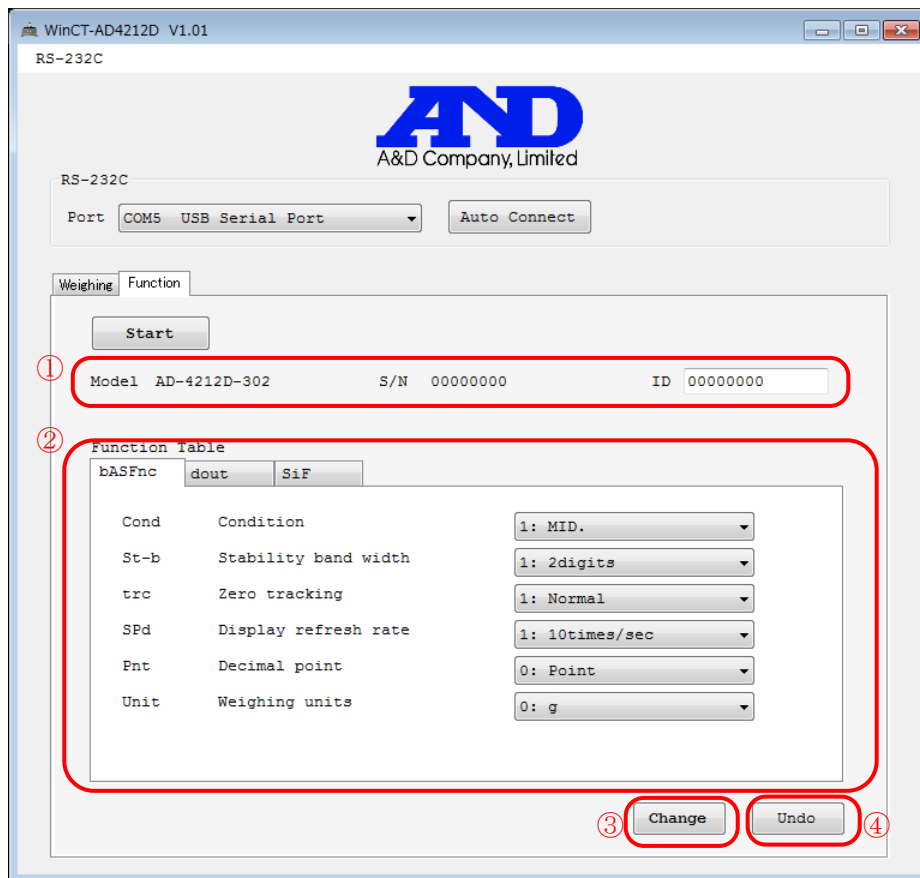 WinCT-AD4212D V1.01
RS-232C
AND
A&D Company, Limited
RS-232C
Port COM5 USB Serial Port Auto Connect
Weighing Function
Start
①
Model AD-4212D-302 S/N 00000000 ID 00000000
②
Function Table
bASFnc dout SiF
Cond Condition 1: MID.
St-b Stability band width 1: 2digits
trc Zero tracking 1: Normal
SPd Display refresh rate 1: 10times/sec
Pnt Decimal point 0: Point
Unit Weighing units 0: g
③ Change Undo ④